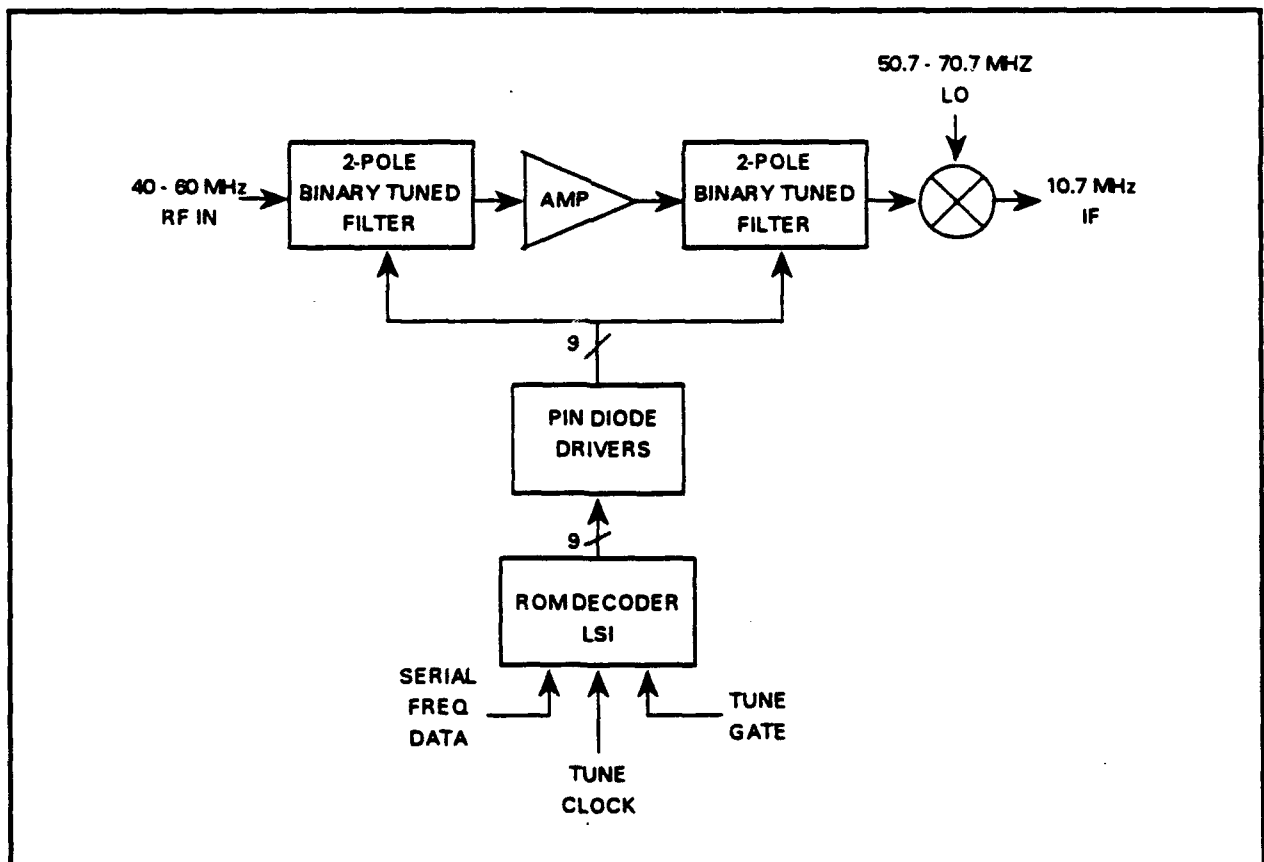 50.7 - 70.7 MHZ
LO
40 - 60 MHz
RF IN
2-POLE
BINARY TUNED
FILTER
AMP
2-POLE
BINARY TUNED
FILTER
10.7 MHz
IF
9
PIN DIODE
DRIVERS
9
ROM DECODER
LSI
SERIAL
FREQ
DATA
TUNE
CLOCK
TUNE
GATE